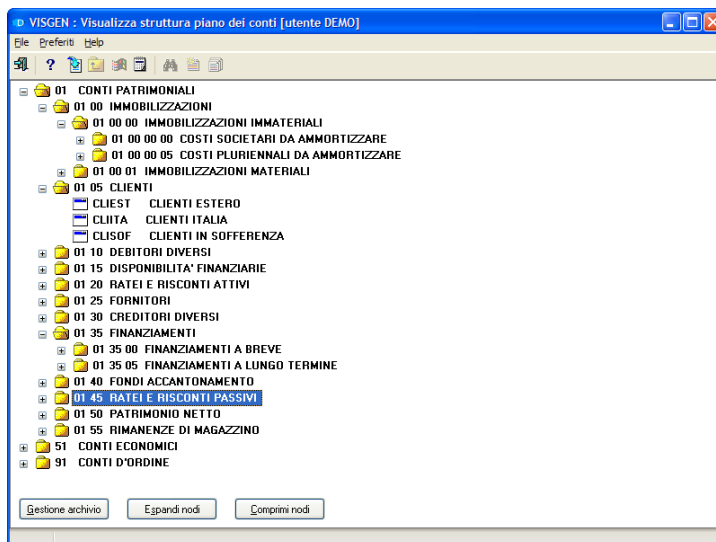 VISGEN : Visualizza struttura piano dei conti [utente DEMO]
File Preferiti Help
01 CONTI PATRIMONIALI
01 00 IMMOBILIZZAZIONI
01 00 00 IMMOBILIZZAZIONI IMMATERIALI
01 00 00 00 COSTI SOCIETARI DA AMMORTIZZARE
01 00 00 05 COSTI PLURIENNALI DA AMMORTIZZARE
01 00 01 IMMOBILIZZAZIONI MATERIALI
01 05 CLIENTI
CLIEST CLIENTI ESTERO
CLIITA CLIENTI ITALIA
CLISOF CLIENTI IN SOFFERENZA
01 10 DEBITORI DIVERSI
01 15 DISPONIBILITA' FINANZIARIE
01 20 RATEI E RISCONTI ATTIVI
01 25 FORNITORI
01 30 CREDITORI DIVERSI
01 35 FINANZIAMENTI
01 35 00 FINANZIAMENTI A BREVE
01 35 05 FINANZIAMENTI A LUNGO TERMINE
01 40 FONDI ACCANTONAMENTO
01 45 RATEI E RISCONTI PASSIVI
01 50 PATRIMONIO NETTO
01 55 RIMANENZE DI MAGAZZINO
51 CONTI ECONOMICI
91 CONTI D'ORDINE
Gestione archivio Espandi nodi Comprimi nodi